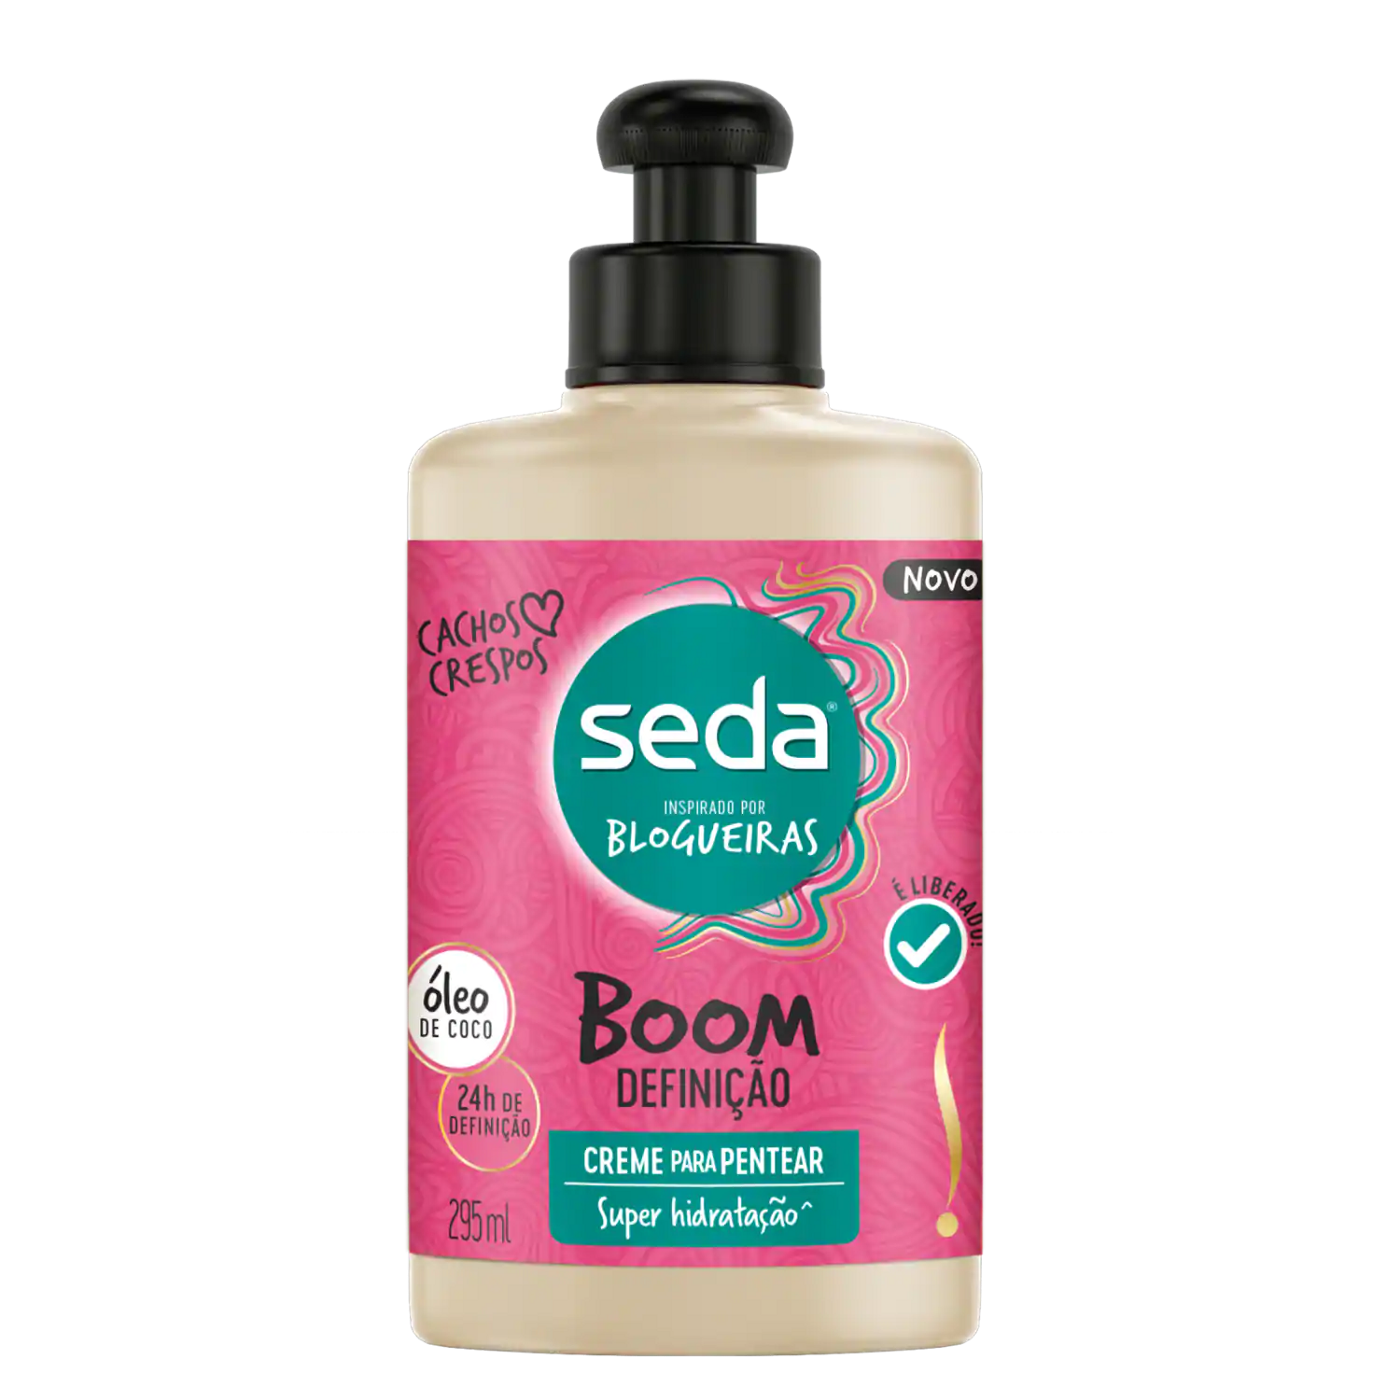 NOVO
CACHOS
CRESPOS
seda®
INSPIRADO POR
BLOGUEIRAS
É LIBERADO!
óleo
DE COCO
BOOM
DEFINIÇÃO
24h DE
DEFINIÇÃO
CREME PARA PENTEAR
Super hidratação^
295ml